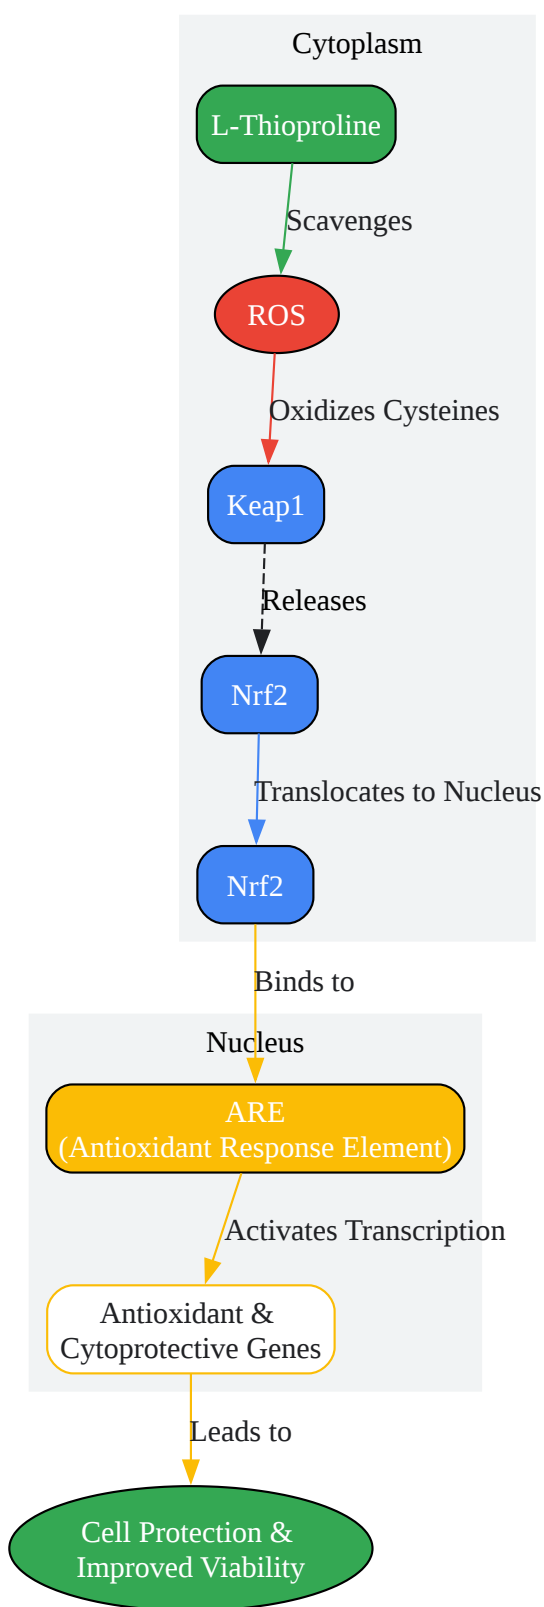 Cytoplasm
L-Thioproline
Scavenges
ROS
Oxidizes Cysteines
Keap1
Releases
Nrf2
Translocates to Nucleus
Nrf2
Binds to
Nucleus
ARE
(Antioxidant Response Element)
Activates Transcription
Antioxidant &
Cytoprotective Genes
Leads to
Cell Protection &
Improved Viability